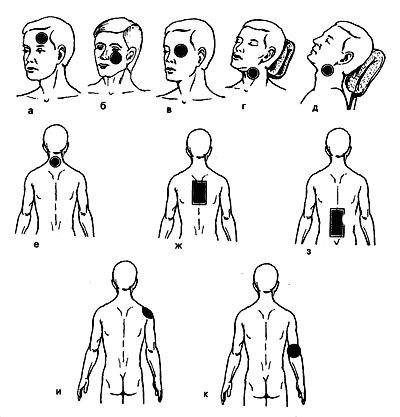 а б в г д
е ж з
и к